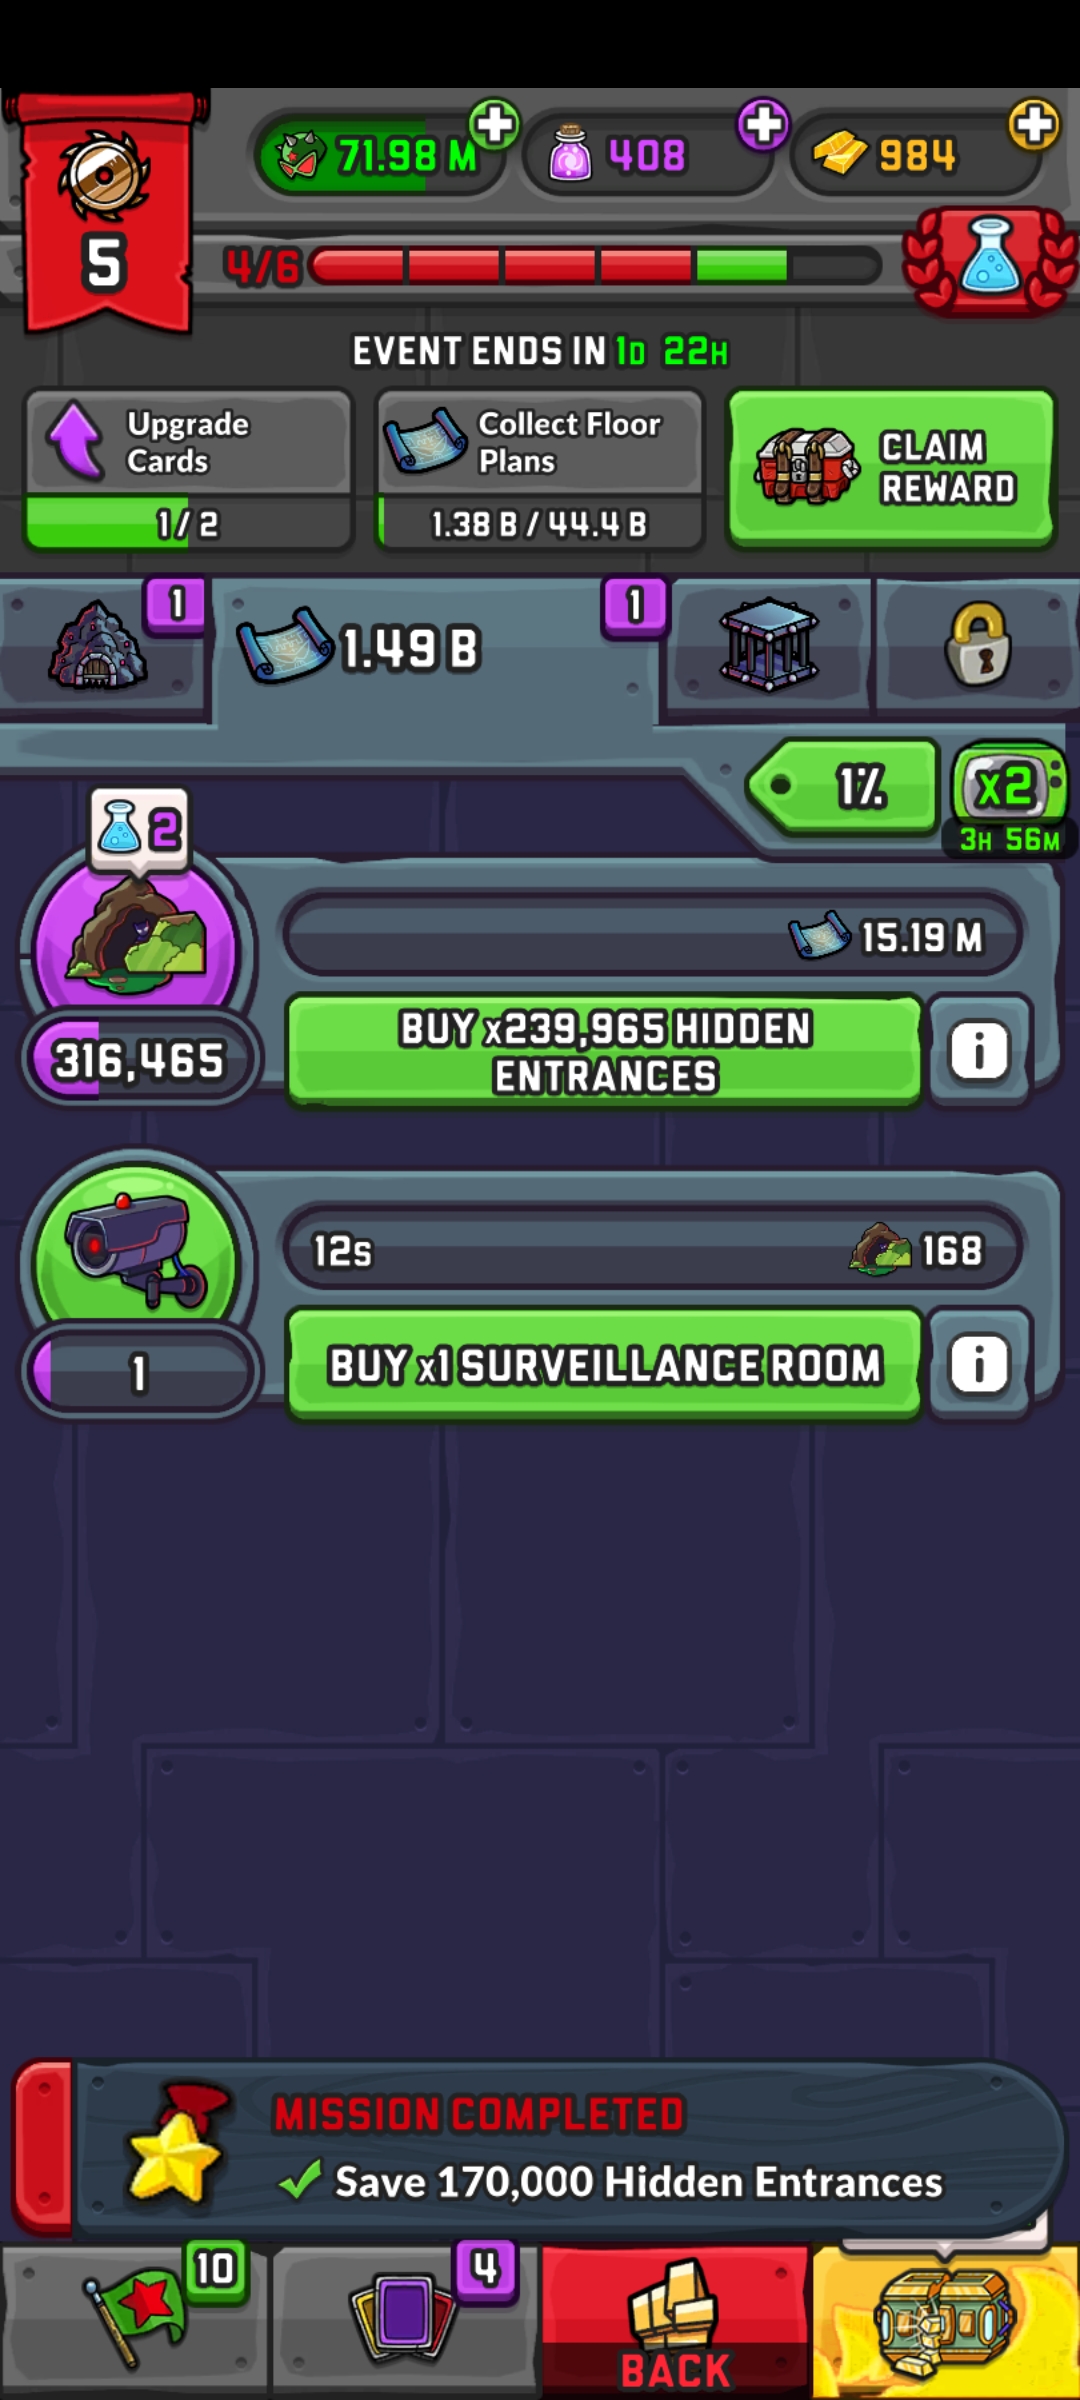 71.98 M
408
984
5
4/6
EVENT ENDS IN 1D 22H
Upgrade
Cards
1 / 2
Collect Floor
Plans
1.38 B / 44.4 B
CLAIM
REWARD
1
1.49 B
1
1%
x2
3H 56M
2
15.19 M
BUY x239,965 HIDDEN
ENTRANCES
i
316,465
12s
168
BUY x1 SURVEILLANCE ROOM
i
1
MISSION COMPLETED
Save 170,000 Hidden Entrances
10
4
BACK